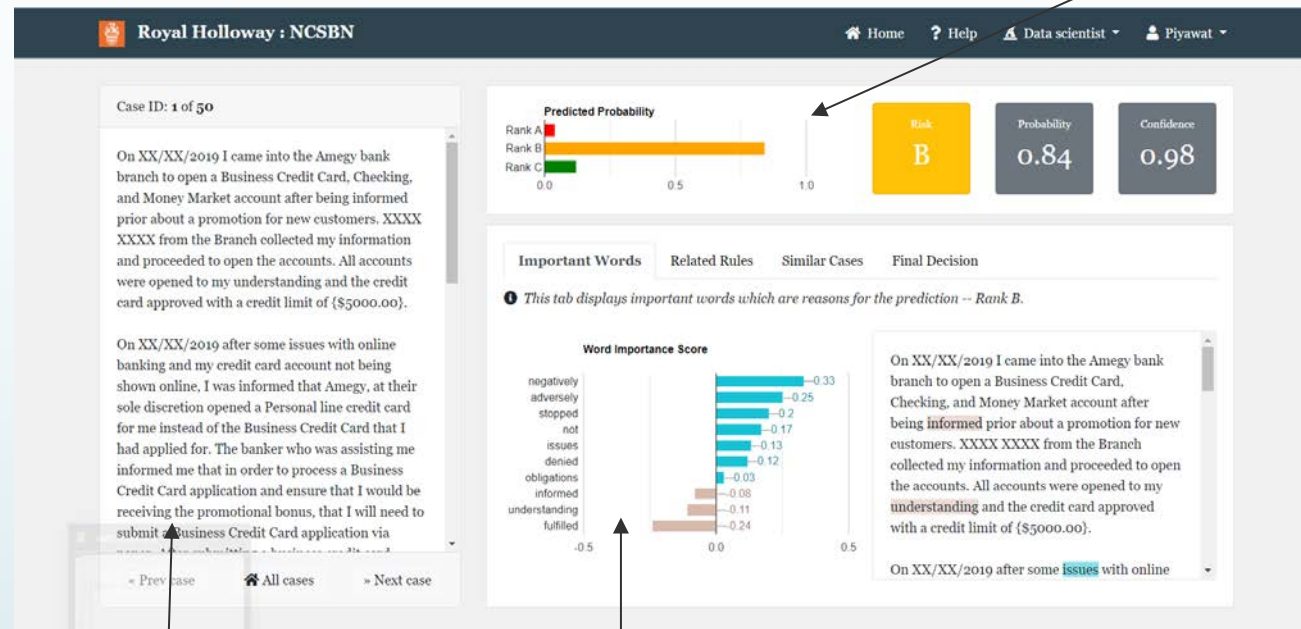 Royal Holloway : NCSBN
Home
? Help
Data scientist
Piyawat
Case ID: 1 of 50
On XX/XX/2019 I came into the Amegy bank
branch to open a Business Credit Card, Checking,
and Money Market account after being informed
prior about a promotion for new customers. XXXX
XXXX from the Branch collected my information
and proceeded to open the accounts. All accounts
were opened to my understanding and the credit
card approved with a credit limit of {$5000.00}.
On XX/XX/2019 after some issues with online
banking and my credit card account not being
shown online, I was informed that Amegy, at their
sole discretion opened a Personal line credit card
for me instead of the Business Credit Card that I
had applied for. The banker who was assisting me
informed me that in order to process a Business
Credit Card application and ensure that I would be
receiving the promotional bonus, that I will need to
submit a Business Credit Card application via
« Prev case
All cases
» Next case
Predicted Probability
Rank A
Rank B
Rank C
0.0 0.5 1.0
Risk
B
Probability
0.84
Confidence
0.98
Important Words
Related Rules
Similar Cases
Final Decision
This tab displays important words which are reasons for the prediction -- Rank B.
Word Importance Score
negatively 0.33
adversely 0.25
stopped 0.2
not 0.17
issues 0.13
denied 0.12
obligations 0.03
informed -0.08
understanding -0.11
fulfilled -0.24
-0.5 0.0 0.5
On XX/XX/2019 I came into the Amegy bank
branch to open a Business Credit Card,
Checking, and Money Market account after
being informed prior about a promotion for new
customers. XXXX XXXX from the Branch
collected my information and proceeded to open
the accounts. All accounts were opened to my
understanding and the credit card approved
with a credit limit of {$5000.00}.
On XX/XX/2019 after some issues with online